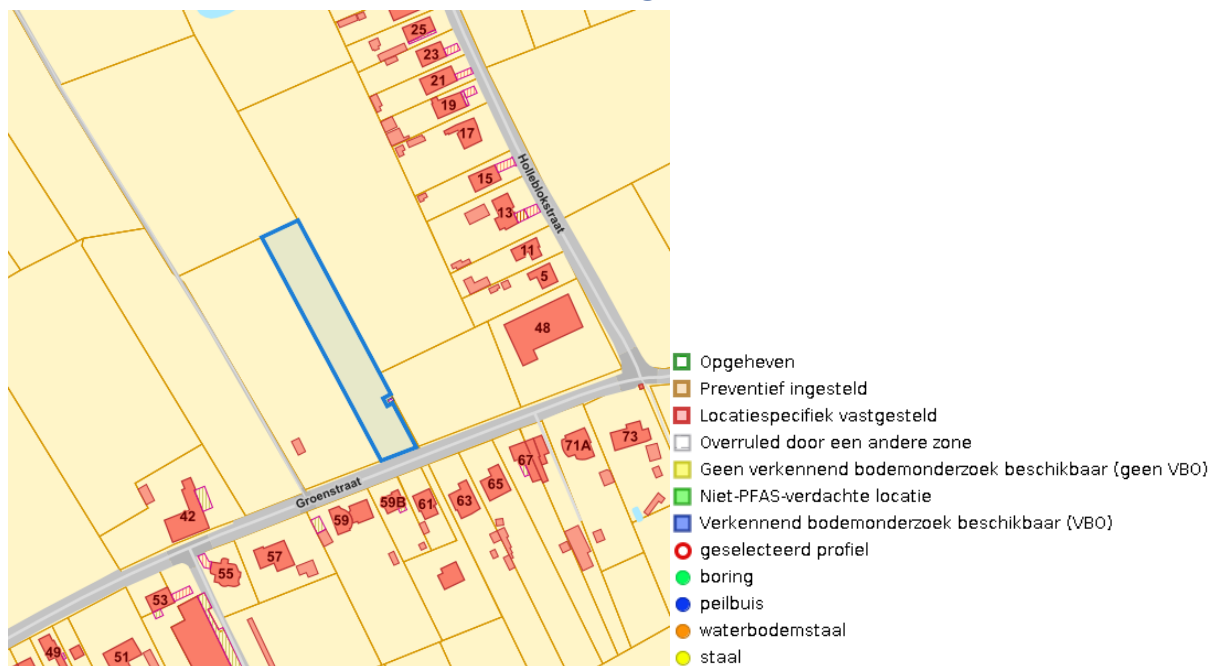 25
23
21
19
17
15
13
11
5
48
Holleblokstraat
Groenstraat
42
59
59B
61
63
65
67
71A
73
57
55
53
49
51
Opgeheven
Preventief ingesteld
Locatiespecifiek vastgesteld
Overruled door een andere zone
Geen verkennend bodemonderzoek beschikbaar (geen VBO)
Niet-PFAS-verdachte locatie
Verkennend bodemonderzoek beschikbaar (VBO)
geselecteerd profiel
boring
peilbuis
waterbodemstaal
staal